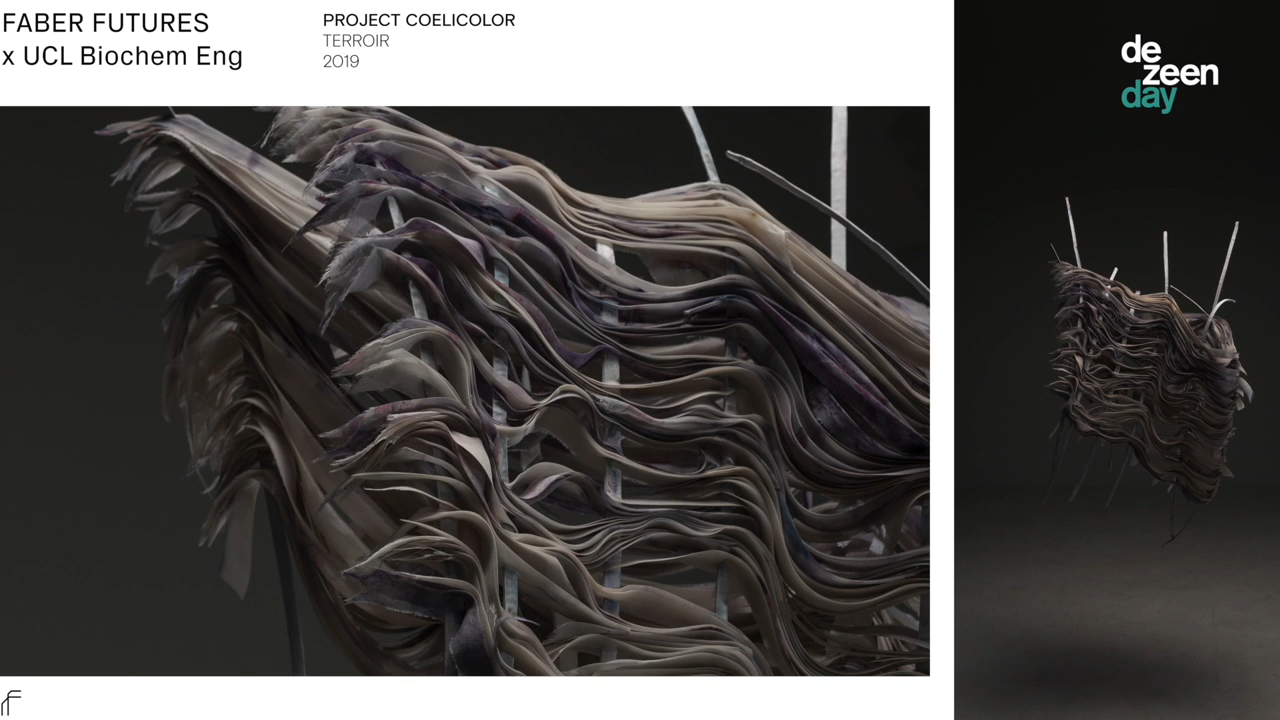 FABER FUTURES
x UCL Biochem Eng
PROJECT COELICOLOR
TERROIR
2019
de
zeen
day